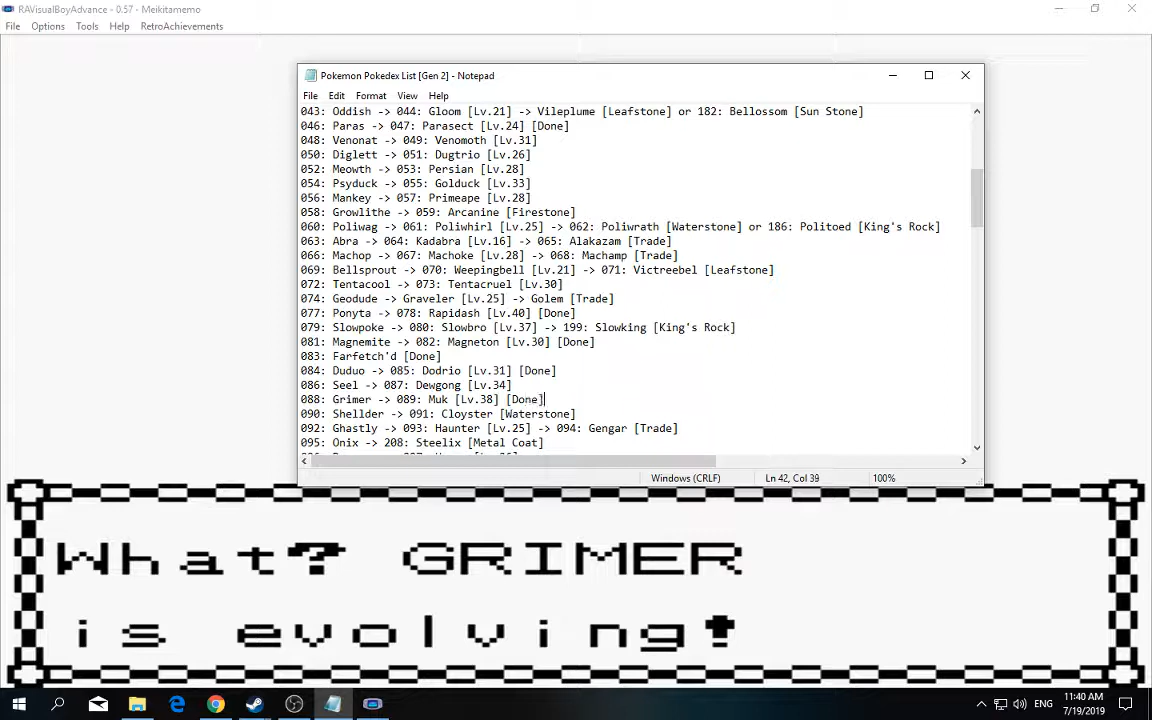 RAVisualBoyAdvance - 0.57 - Meikitamemo
File Options Tools Help RetroAchievements
Pokemon Pokedex List [Gen 2] - Notepad
File Edit Format View Help
043: Oddish -> 044: Gloom [Lv.21] -> Vileplume [Leafstone] or 182: Bellossom [Sun Stone]
046: Paras -> 047: Parasect [Lv.24] [Done]
048: Venonat -> 049: Venomoth [Lv.31]
050: Diglett -> 051: Dugtrio [Lv.26]
052: Meowth -> 053: Persian [Lv.28]
054: Psyduck -> 055: Golduck [Lv.33]
056: Mankey -> 057: Primeape [Lv.28]
058: Growlithe -> 059: Arcanine [Firestone]
060: Poliwag -> 061: Poliwhirl [Lv.25] -> 062: Poliwrath [Waterstone] or 186: Politoed [King's Rock]
063: Abra -> 064: Kadabra [Lv.16] -> 065: Alakazam [Trade]
066: Machop -> 067: Machoke [Lv.28] -> 068: Machamp [Trade]
069: Bellsprout -> 070: Weepingbell [Lv.21] -> 071: Victreebel [Leafstone]
072: Tentacool -> 073: Tentacruel [Lv.30]
074: Geodude -> Graveler [Lv.25] -> Golem [Trade]
077: Ponyta -> 078: Rapidash [Lv.40] [Done]
079: Slowpoke -> 080: Slowbro [Lv.37] -> 199: Slowking [King's Rock]
081: Magnemite -> 082: Magneton [Lv.30] [Done]
083: Farfetch'd [Done]
084: Duduo -> 085: Dodrio [Lv.31] [Done]
086: Seel -> 087: Dewgong [Lv.34]
088: Grimer -> 089: Muk [Lv.38] [Done]
090: Shellder -> 091: Cloyster [Waterstone]
092: Ghastly -> 093: Haunter [Lv.25] -> 094: Gengar [Trade]
095: Onix -> 208: Steelix [Metal Coat]
Windows (CRLF) Ln 42, Col 39 100%
What? GRIMER
is evolving!
ENG
11:40 AM
7/19/2019